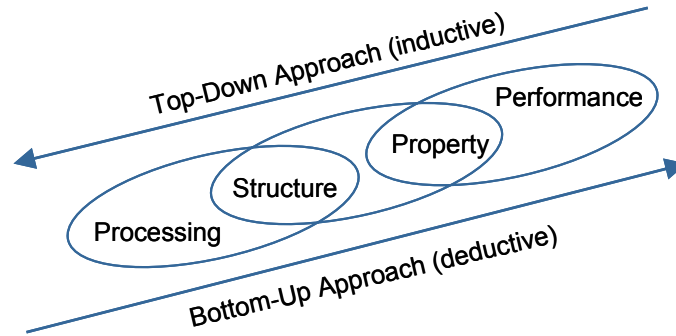 Top-Down Approach (inductive)
Performance
Property
Structure
Processing
Bottom-Up Approach (deductive)